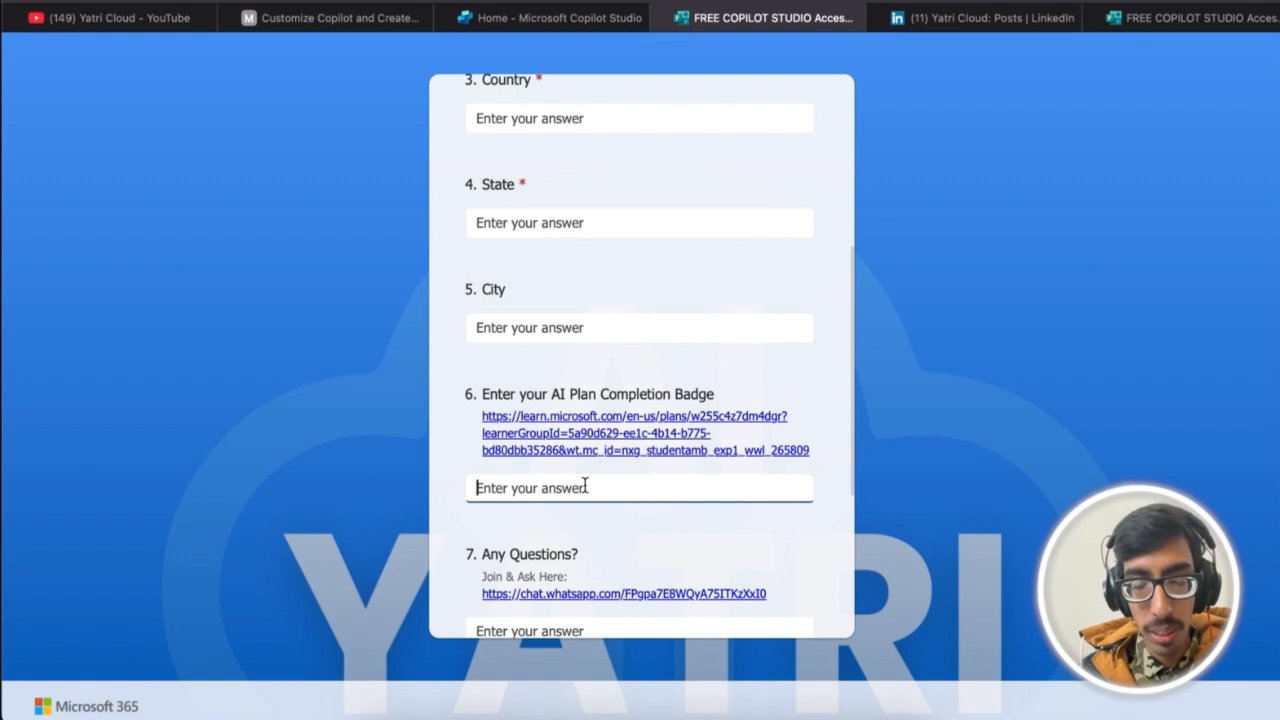 (149) Yatri Cloud - YouTube
M Customize Copilot and Create...
Home - Microsoft Copilot Studio
FREE COPILOT STUDIO Acces...
in (11) Yatri Cloud: Posts | LinkedIn
FREE COPILOT STUDIO Acces
3. Country *
Enter your answer
4. State *
Enter your answer
5. City
Enter your answer
6. Enter your AI Plan Completion Badge
https://learn.microsoft.com/en-us/plans/w255c4z7dm4dgr?
learnerGroupId=5a90d629-ee1c-4b14-b775-
bd80dbb35286&wt.mc_id=nxg_studentamb_exp1_wwl_265809
Enter your answer
7. Any Questions?
Join & Ask Here:
https://chat.whatsapp.com/FPgpa7E8WQyA75ITKzXxI0
Enter your answer
AI
YATRI
Microsoft 365